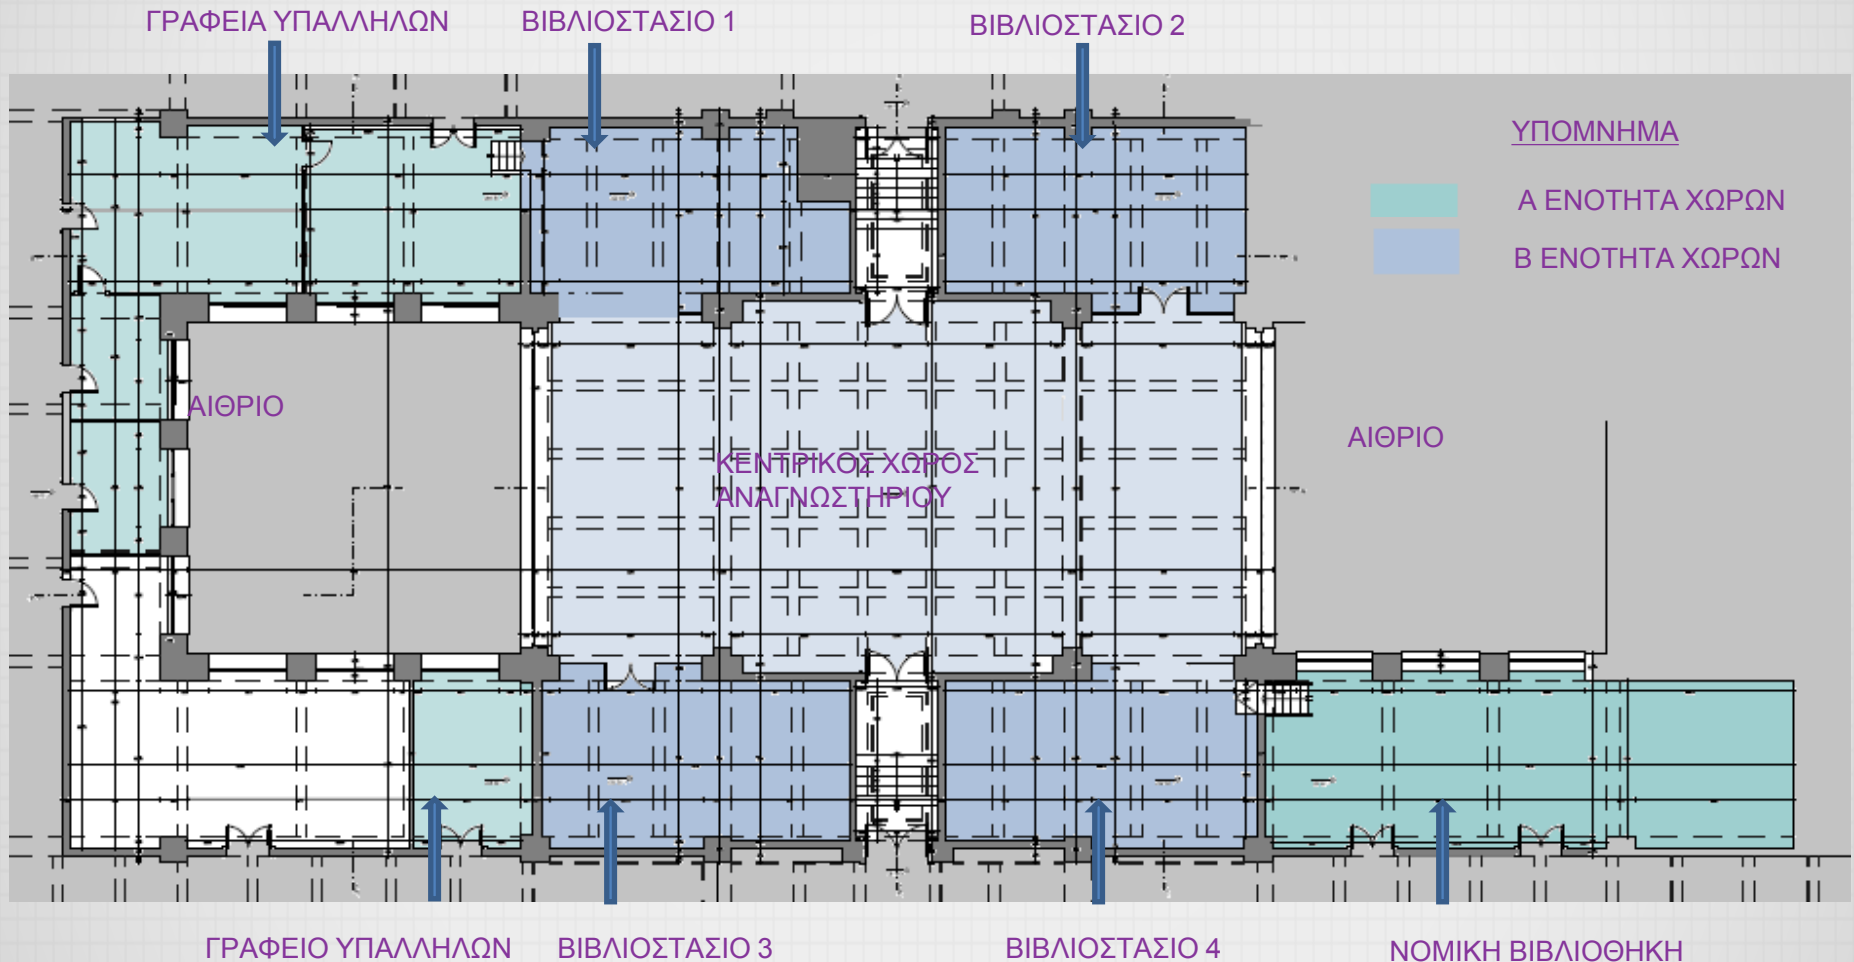 ΓΡΑΦΕΙΑ ΥΠΑΛΛΗΛΩΝ
ΒΙΒΛΙΟΣΤΑΣΙΟ 1
ΒΙΒΛΙΟΣΤΑΣΙΟ 2
ΥΠΟΜΝΗΜΑ
Α ΕΝΟΤΗΤΑ ΧΩΡΩΝ
Β ΕΝΟΤΗΤΑ ΧΩΡΩΝ
ΑΙΘΡΙΟ
ΑΙΘΡΙΟ
ΚΕΝΤΡΙΚΟΣ ΧΩΡΟΣ
ΑΝΑΓΝΩΣΤΗΡΙΟΥ
ΓΡΑΦΕΙΟ ΥΠΑΛΛΗΛΩΝ
ΒΙΒΛΙΟΣΤΑΣΙΟ 3
ΒΙΒΛΙΟΣΤΑΣΙΟ 4
ΝΟΜΙΚΗ ΒΙΒΛΙΟΘΗΚΗ